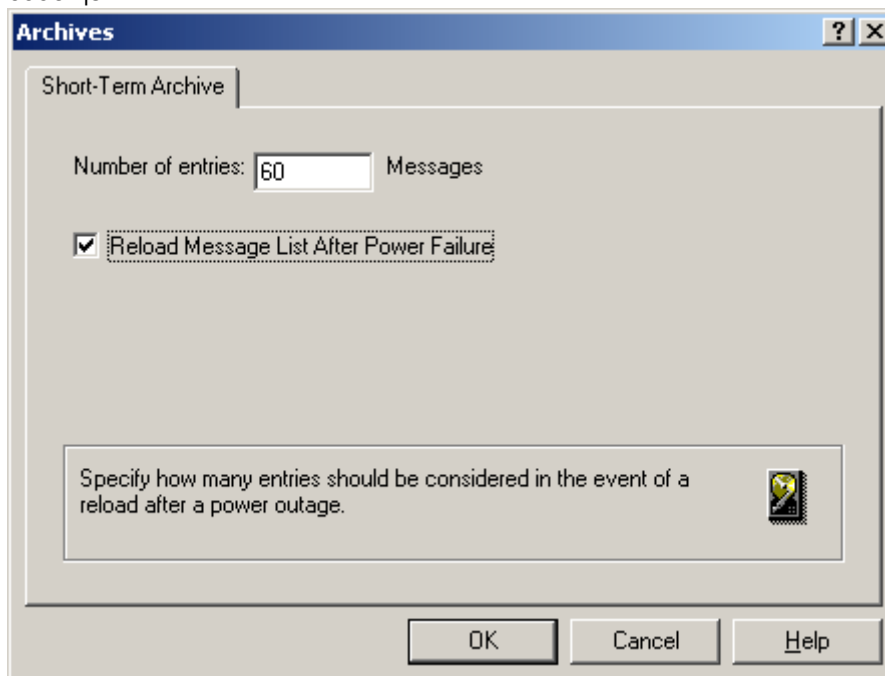 Archives
Short-Term Archive
Number of entries: 60 Messages
Reload Message List After Power Failure
Specify how many entries should be considered in the event of a
reload after a power outage.
OK Cancel Help